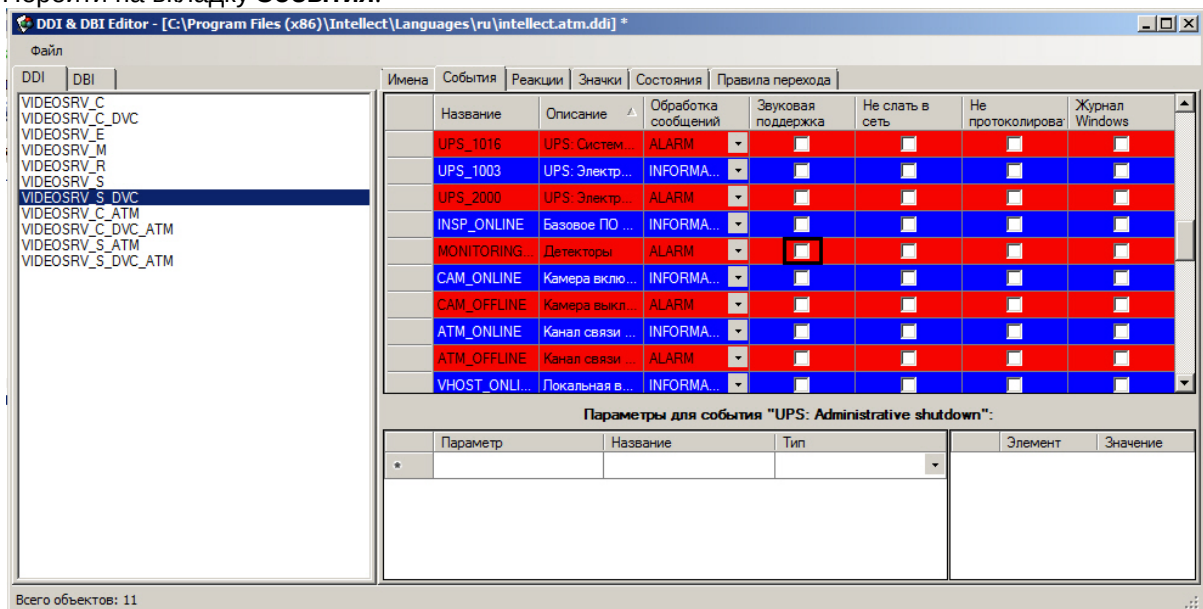 Перейти на вкладку События.
DDI & DBI Editor - [C:\Program Files (x86)\Intellect\Languages\ru\intellect.atm.ddi] *
Файл
DDI DBI
VIDEOSRV_C
VIDEOSRV_C_DVC
VIDEOSRV_E
VIDEOSRV_M
VIDEOSRV_R
VIDEOSRV_S
VIDEOSRV_S_DVC
VIDEOSRV_C_ATM
VIDEOSRV_C_DVC_ATM
VIDEOSRV_S_ATM
VIDEOSRV_S_DVC_ATM
Имена События Реакции Значки Состояния Правила перехода
Название Описание Обработка сообщений Звуковая поддержка Не слать в сеть Не протоколироваt Журнал Windows
UPS_1016 UPS: Систем... ALARM
UPS_1003 UPS: Электр... INFORMA...
UPS_2000 UPS: Электр... ALARM
INSP_ONLINE Базовое ПО ... INFORMA...
MONITORING... Детекторы ALARM
CAM_ONLINE Камера вклю... INFORMA...
CAM_OFFLINE Камера выкл... ALARM
ATM_ONLINE Канал связи ... INFORMA...
ATM_OFFLINE Канал связи ... ALARM
VHOST_ONLI... Локальная в... INFORMA...
Параметры для события "UPS: Administrative shutdown":
Параметр Название Тип Элемент Значение
*
Всего объектов: 11